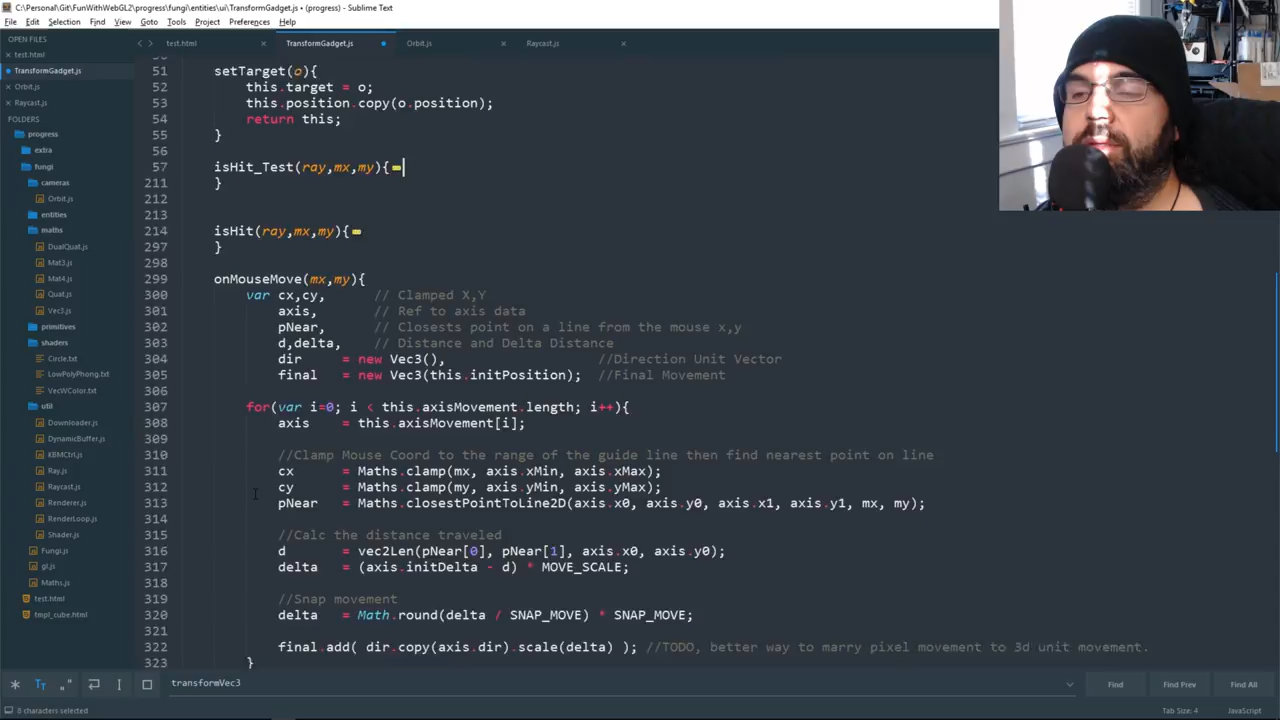 C:\Personal\Git\FunWithWebGL2\progress\fungi\entities\ui\TransformGadget.js • (progress) - Sublime Text
File Edit Selection Find View Goto Tools Project Preferences Help
OPEN FILES
test.html
TransformGadget.js
Orbit.js
Raycast.js
FOLDERS
progress
extra
fungi
cameras
Orbit.js
entities
maths
DualQuat.js
Mat3.js
Mat4.js
Quat.js
Vec3.js
primitives
shaders
Circle.txt
LowPolyPhong.txt
VecWColor.txt
util
Downloader.js
DynamicBuffer.js
KBMCtrl.js
Ray.js
Raycast.js
Renderer.js
RenderLoop.js
Shader.js
Fungi.js
gl.js
Maths.js
test.html
tmpl_cube.html
test.html TransformGadget.js Orbit.js Raycast.js
51 setTarget(o){
52 this.target = o;
53 this.position.copy(o.position);
54 return this;
55 }
56
57 isHit_Test(ray,mx,my){
211 }
212
213
214 isHit(ray,mx,my){
297 }
298
299 onMouseMove(mx,my){
300 var cx,cy, // Clamped X,Y
301 axis, // Ref to axis data
302 pNear, // Closests point on a line from the mouse x,y
303 d,delta, // Distance and Delta Distance
304 dir = new Vec3(), //Direction Unit Vector
305 final = new Vec3(this.initPosition); //Final Movement
306
307 for(var i=0; i < this.axisMovement.length; i++){
308 axis = this.axisMovement[i];
309
310 //Clamp Mouse Coord to the range of the guide line then find nearest point on line
311 cx = Maths.clamp(mx, axis.xMin, axis.xMax);
312 cy = Maths.clamp(my, axis.yMin, axis.yMax);
313 pNear = Maths.closestPointToLine2D(axis.x0, axis.y0, axis.x1, axis.y1, mx, my);
314
315 //Calc the distance traveled
316 d = vec2Len(pNear[0], pNear[1], axis.x0, axis.y0);
317 delta = (axis.initDelta - d) * MOVE_SCALE;
318
319 //Snap movement
320 delta = Math.round(delta / SNAP_MOVE) * SNAP_MOVE;
321
322 final.add( dir.copy(axis.dir).scale(delta) ); //TODO, better way to marry pixel movement to 3d unit movement.
323 }
transformVec3
Find Find Prev Find All
8 characters selected
Tab Size: 4 JavaScript